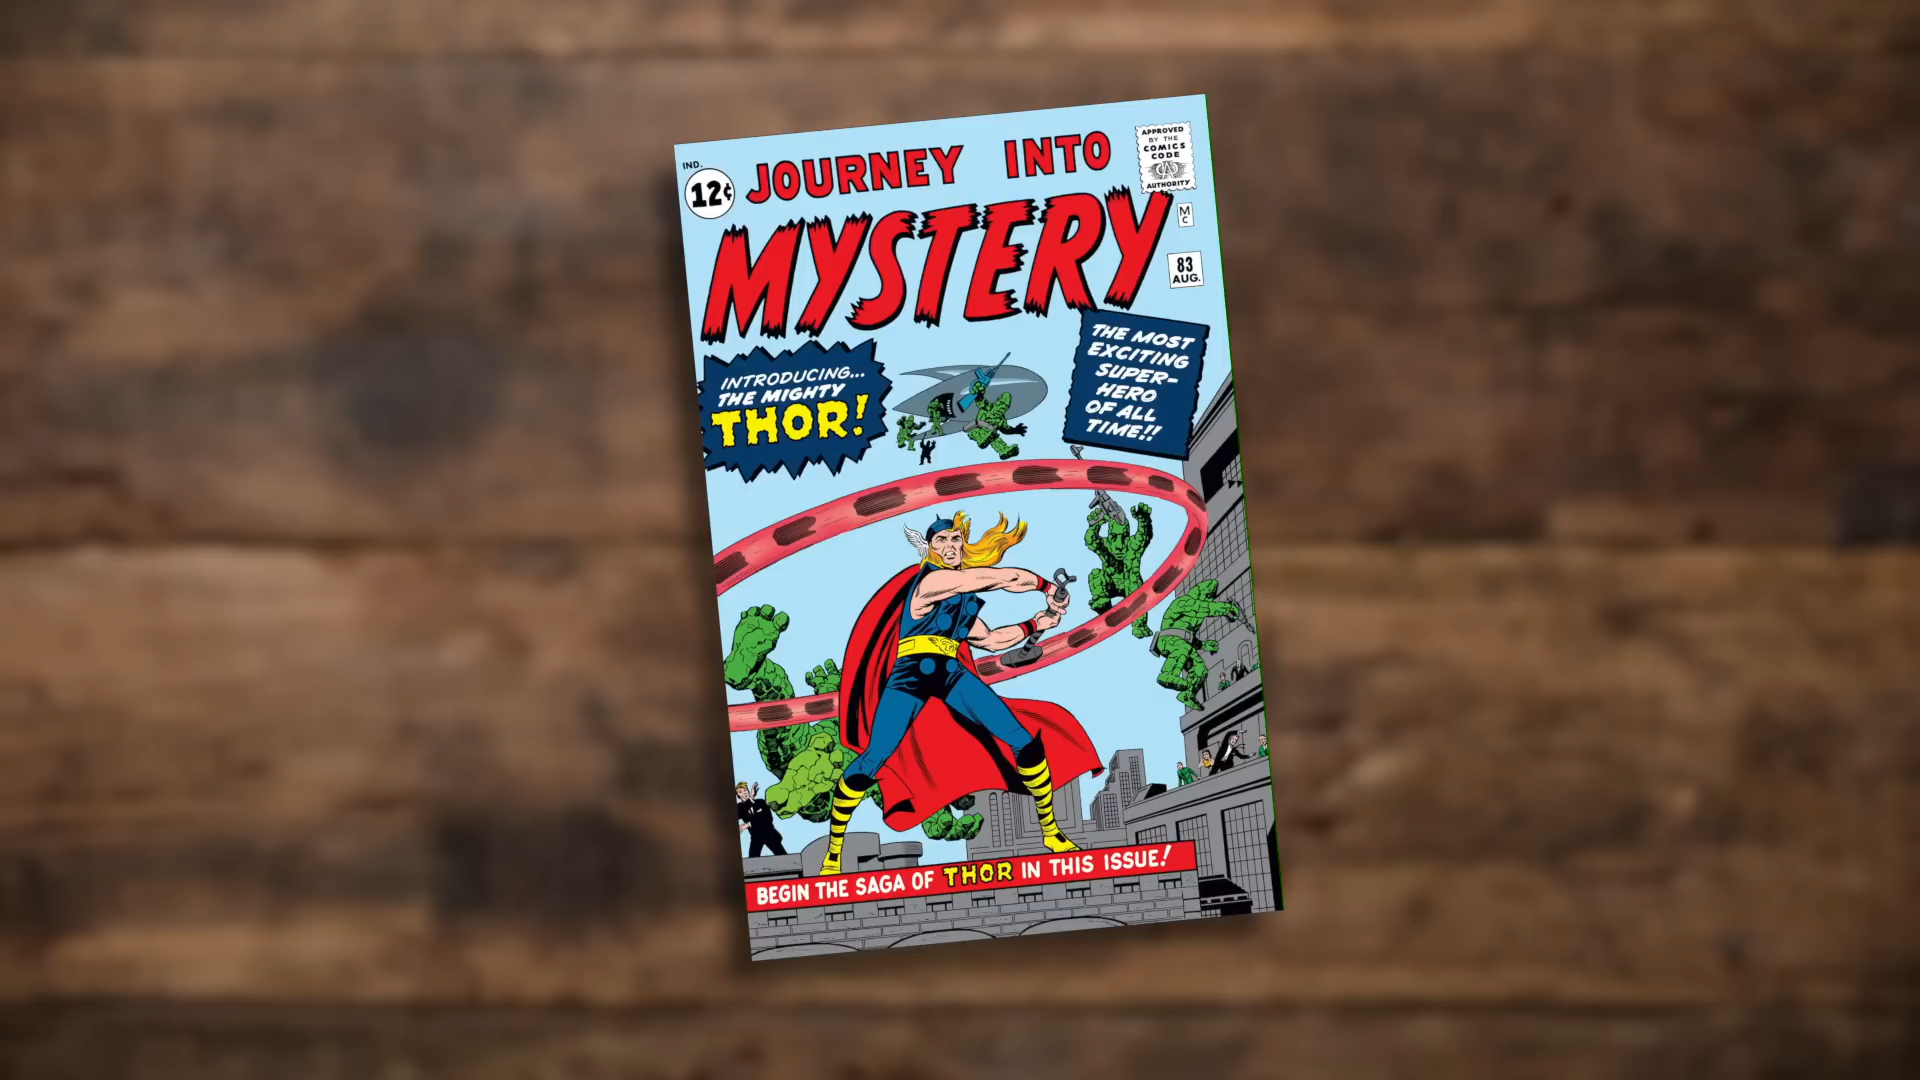 IND.
12¢
JOURNEY INTO
MYSTERY
APPROVED
BY THE
COMICS
CODE
AUTHORITY
M
C
83
AUG.
INTRODUCING...
THE MIGHTY
THOR!
THE MOST
EXCITING
SUPER-
HERO
OF ALL
TIME!!
BEGIN THE SAGA OF THOR IN THIS ISSUE!